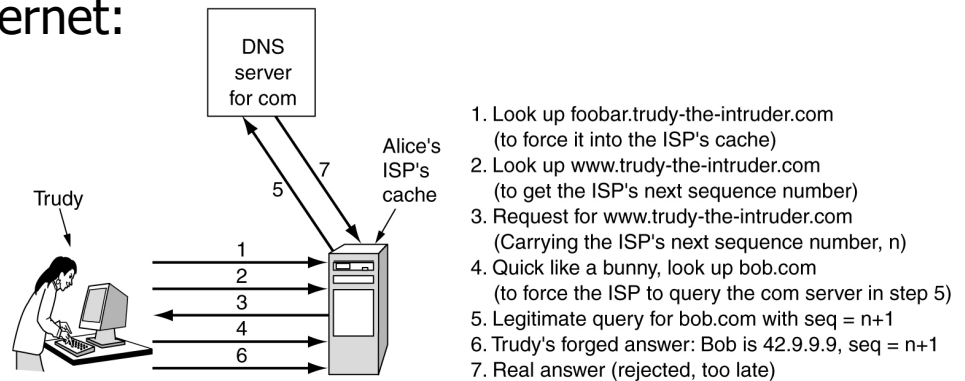 ernet:
DNS
server
for com
Alice's
ISP's
cache
7
5
Trudy
1
2
3
4
6
1. Look up foobar.trudy-the-intruder.com
(to force it into the ISP's cache)
2. Look up www.trudy-the-intruder.com
(to get the ISP's next sequence number)
3. Request for www.trudy-the-intruder.com
(Carrying the ISP's next sequence number, n)
4. Quick like a bunny, look up bob.com
(to force the ISP to query the com server in step 5)
5. Legitimate query for bob.com with seq = n+1
6. Trudy's forged answer: Bob is 42.9.9.9, seq = n+1
7. Real answer (rejected, too late)